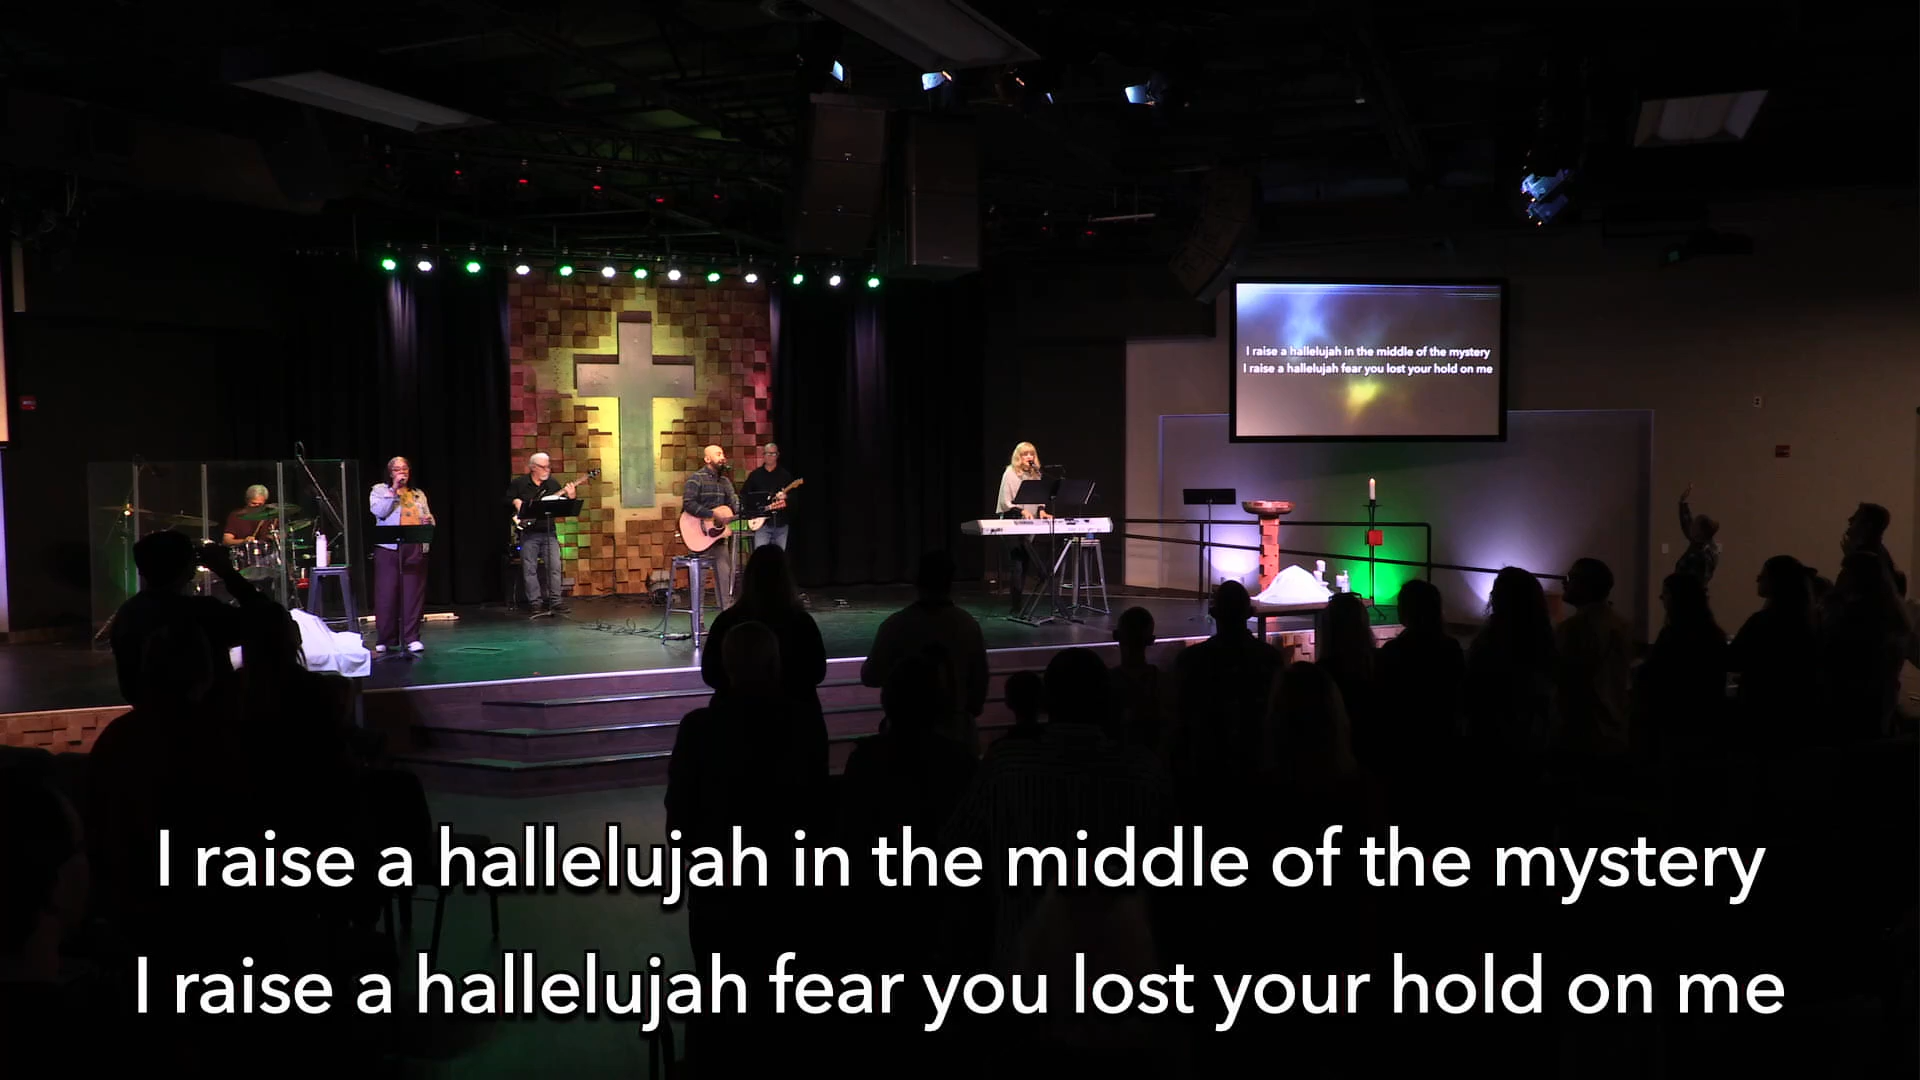 I raise a hallelujah in the middle of the mystery
I raise a hallelujah fear you lost your hold on me
I raise a hallelujah in the middle of the mystery
I raise a hallelujah fear you lost your hold on me